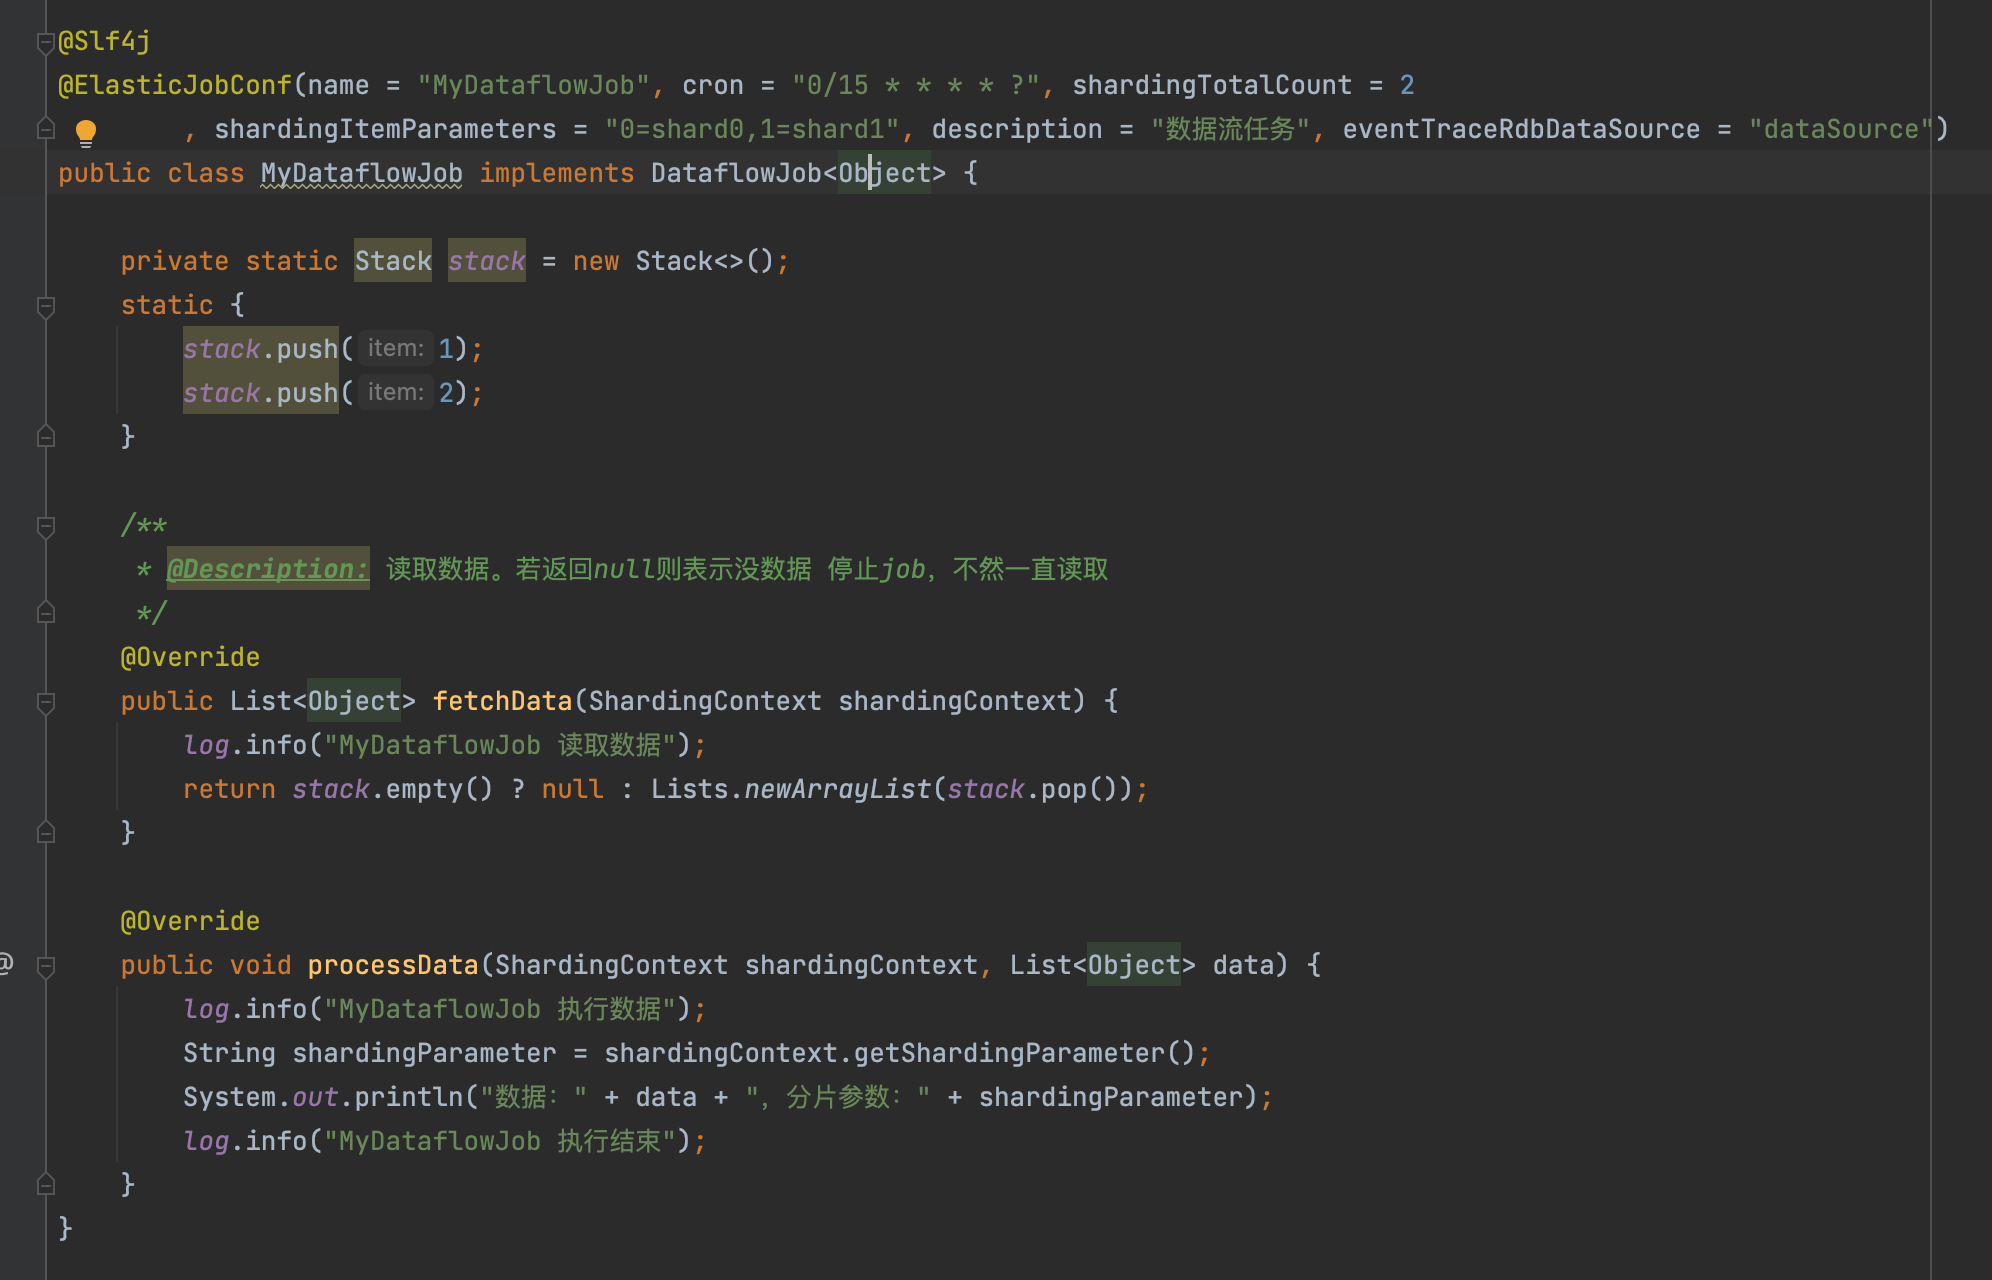 @Slf4j
@ElasticJobConf(name = "MyDataflowJob", cron = "0/15 * * * * ?", shardingTotalCount = 2
        , shardingItemParameters = "0=shard0,1=shard1", description = "数据流任务", eventTraceRdbDataSource = "dataSource")
public class MyDataflowJob implements DataflowJob<Object> {
    private static Stack stack = new Stack<>();
    static {
        stack.push( item: 1);
        stack.push( item: 2);
    }
    /**
     * @Description: 读取数据。若返回null则表示没数据 停止job，不然一直读取
     */
    @Override
    public List<Object> fetchData(ShardingContext shardingContext) {
        log.info("MyDataflowJob 读取数据");
        return stack.empty() ? null : Lists.newArrayList(stack.pop());
    }
    @Override
@    public void processData(ShardingContext shardingContext, List<Object> data) {
        log.info("MyDataflowJob 执行数据");
        String shardingParameter = shardingContext.getShardingParameter();
        System.out.println("数据：" + data + "，分片参数：" + shardingParameter);
        log.info("MyDataflowJob 执行结束");
    }
}